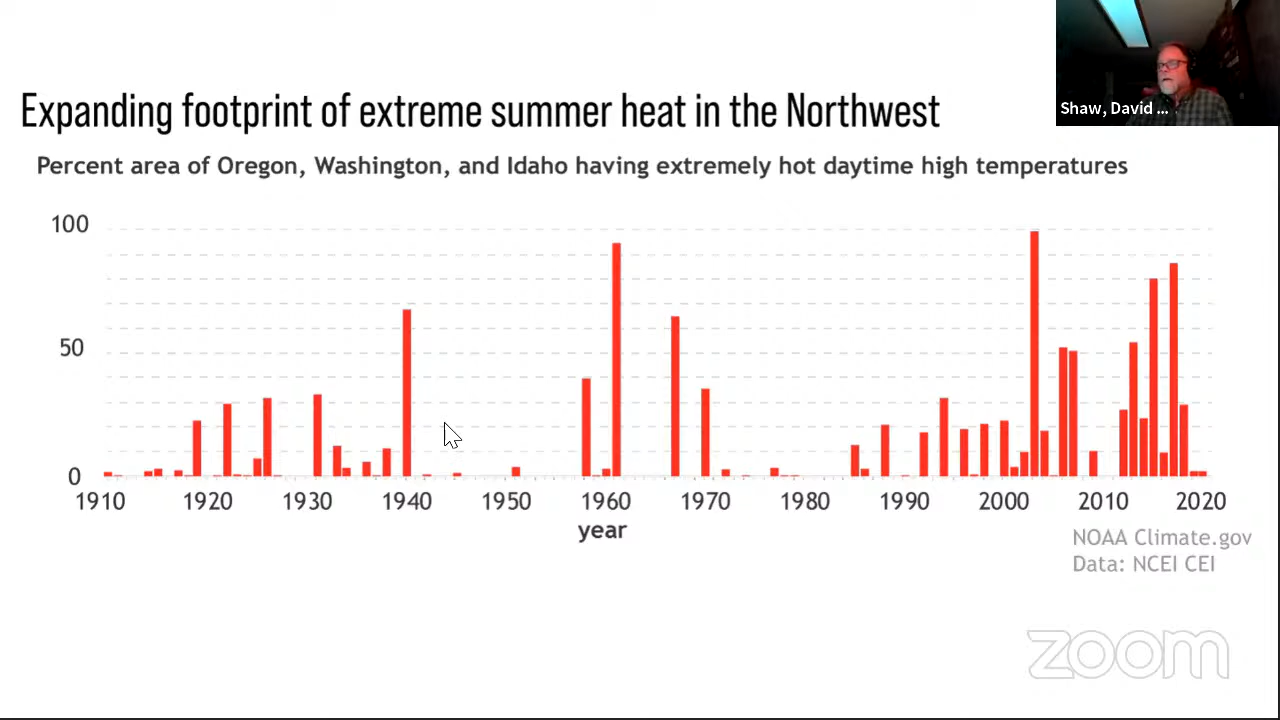 Expanding footprint of extreme summer heat in the Northwest
Shaw, David ...
Percent area of Oregon, Washington, and Idaho having extremely hot daytime high temperatures
100
50
0
1910 1920 1930 1940 1950 1960 1970 1980 1990 2000 2010 2020
year
NOAA Climate.gov
Data: NCEI CEI
zoom